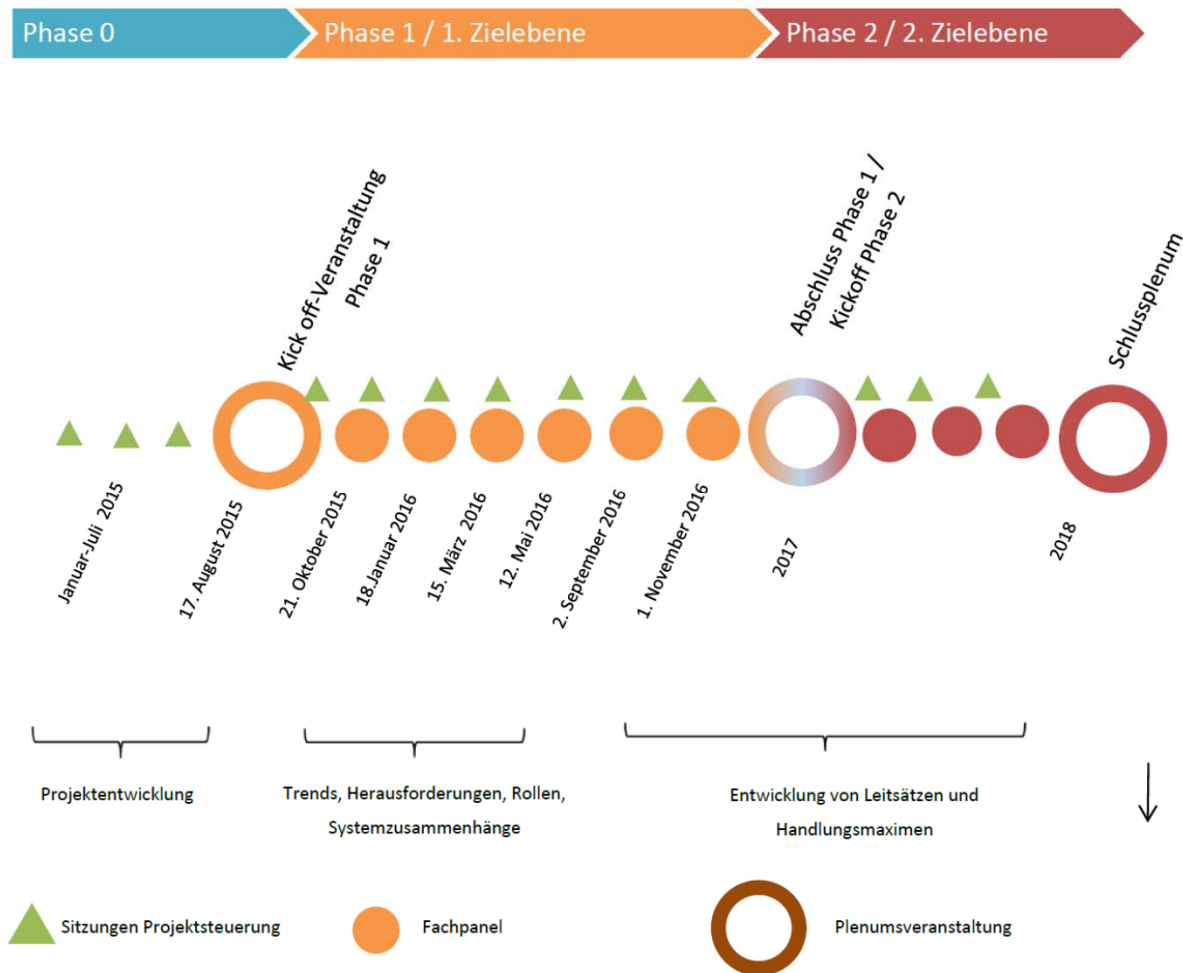 Phase 0
Phase 1 / 1. Zielebene
Phase 2 / 2. Zielebene
Kick off-Veranstaltung
Phase 1
Abschluss Phase 1 /
Kickoff Phase 2
Schlussplenum
Januar-Juli 2015
17. August 2015
21. Oktober 2015
18.Januar 2016
15. März 2016
12. Mai 2016
2. September 2016
1. November 2016
2017
2018
Projektentwicklung
Trends, Herausforderungen, Rollen,
Systemzusammenhänge
Entwicklung von Leitsätzen und
Handlungsmaximen
Sitzungen Projektsteuerung
Fachpanel
Plenumsveranstaltung